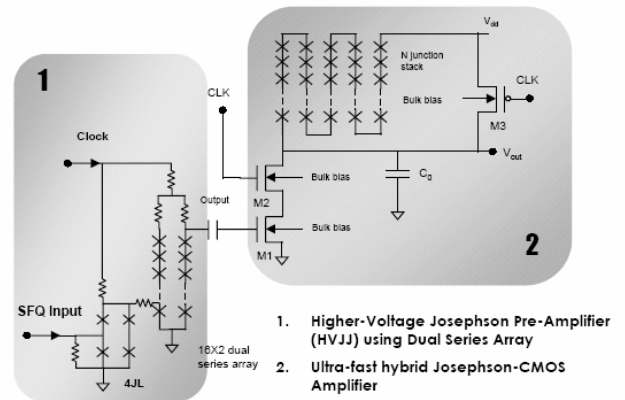 1
Clock
SFQ Input
4JL
16X2 dual
series array
Output
CLK
M2
M1
Bulk bias
Bulk bias
N junction
stack
Bulk bias
Vdd
CLK
M3
Vout
C0
2
1. Higher-Voltage Josephson Pre-Amplifier
(HVJJ) using Dual Series Array
2. Ultra-fast hybrid Josephson-CMOS
Amplifier